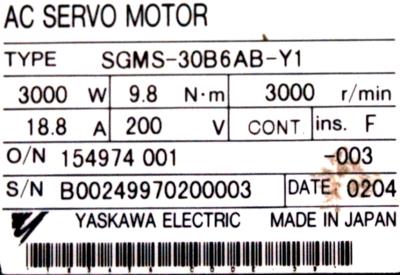 AC SERVO MOTOR
TYPE SGMS-30B6AB-Y1
3000 W 9.8 N·m 3000 r/min
18.8 A 200 V CONT. ins. F
O/N 154974 001 -003
S/N B00249970200003 DATE 0204
YASKAWA ELECTRIC MADE IN JAPAN